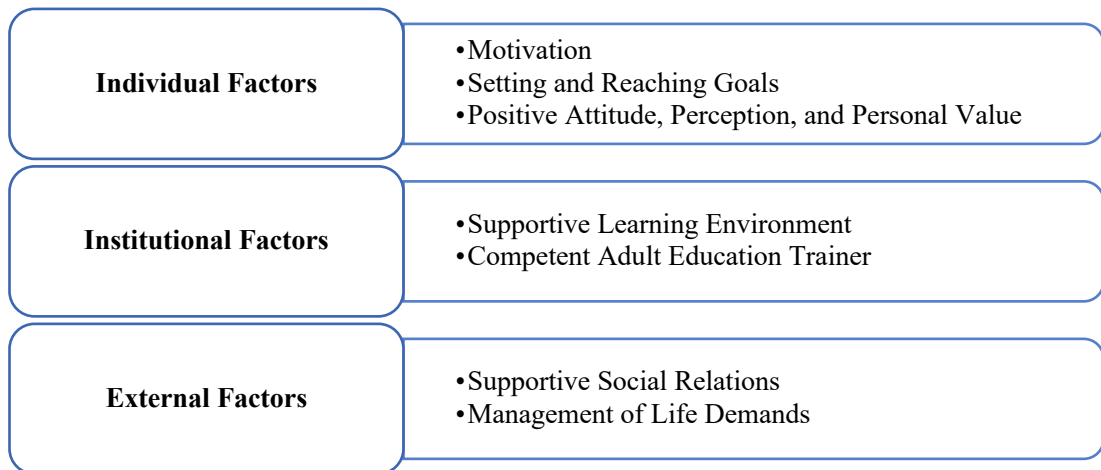 Individual Factors
•Motivation
•Setting and Reaching Goals
•Positive Attitude, Perception, and Personal Value
Institutional Factors
•Supportive Learning Environment
•Competent Adult Education Trainer
External Factors
•Supportive Social Relations
•Management of Life Demands